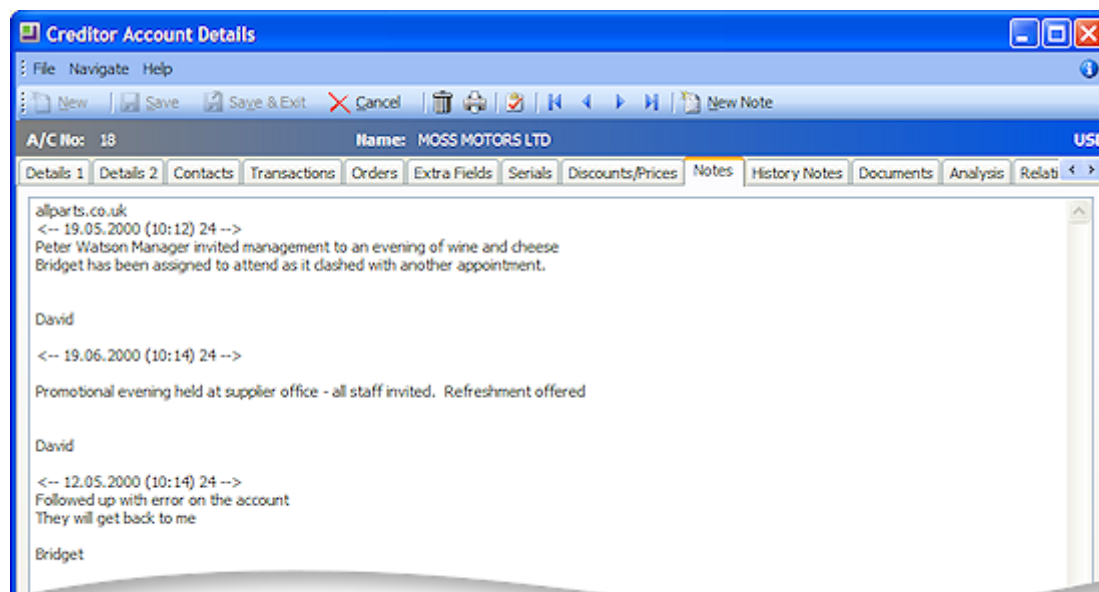 Creditor Account Details
File Navigate Help
New Save Save & Exit Cancel New Note
A/C No: 18 Name: MOSS MOTORS LTD
Details 1 Details 2 Contacts Transactions Orders Extra Fields Serials Discounts/Prices Notes History Notes Documents Analysis
allparts.co.uk
<-- 19.05.2000 (10:12) 24 -->
Peter Watson Manager invited management to an evening of wine and cheese
Bridget has been assigned to attend as it clashed with another appointment.
David
<-- 19.06.2000 (10:14) 24 -->
Promotional evening held at supplier office - all staff invited.  Refreshment offered
David
<-- 12.05.2000 (10:14) 24 -->
Followed up with error on the account
They will get back to me
Bridget